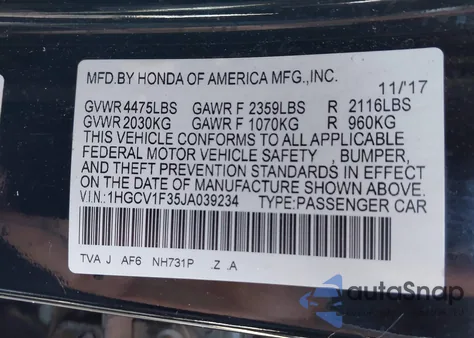 MFD.BY HONDA OF AMERICA MFG.,INC.
11/'17
GVWR 4475LBS GAWR F 2359LBS R 2116LBS
GVWR 2030KG GAWR F 1070KG R 960KG
THIS VEHICLE CONFORMS TO ALL APPLICABLE
FEDERAL MOTOR VEHICLE SAFETY , BUMPER,
AND THEFT PREVENTION STANDARDS IN EFFECT
ON THE DATE OF MANUFACTURE SHOWN ABOVE.
V.I.N.:1HGCV1F35JA039234 TYPE:PASSENGER CAR
TVA J AF6 NH731P .Z .A
autoSnap